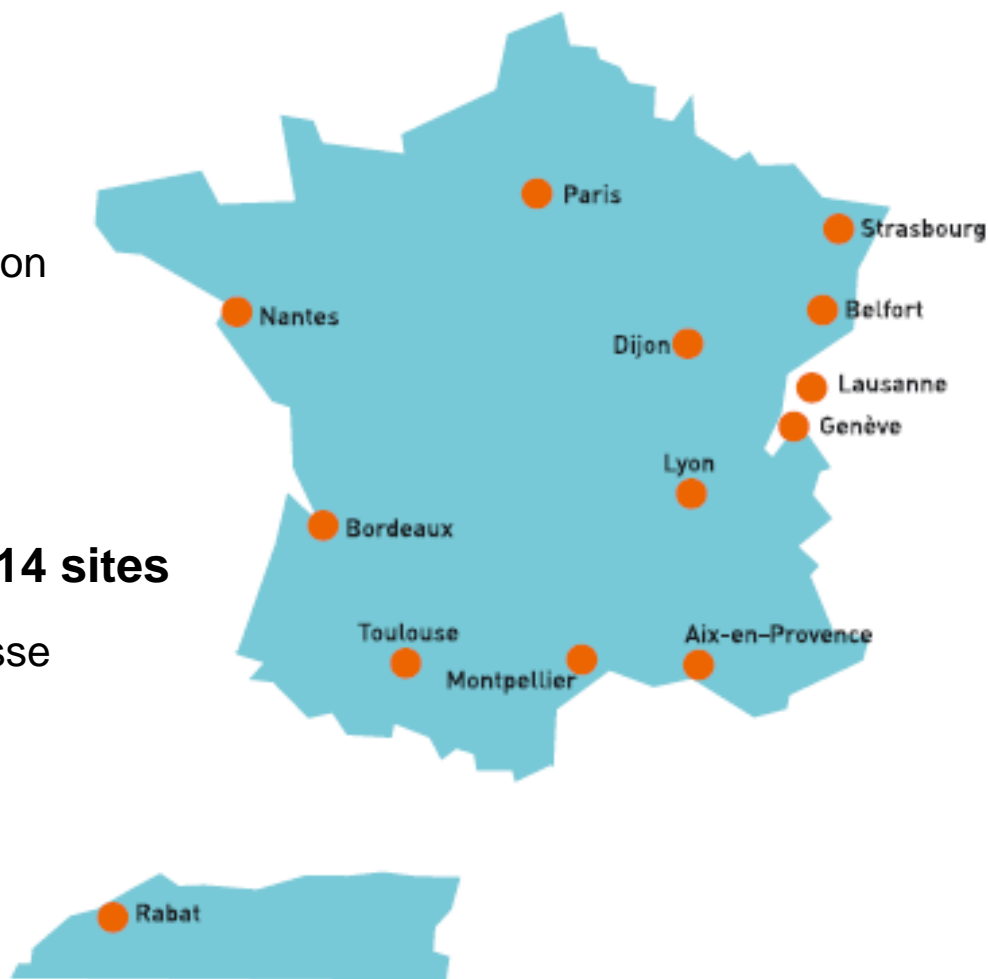 Paris
Strasbourg
on
Belfort
Nantes
Dijon
Lausanne
Genève
Lyon
Bordeaux
14 sites
Toulouse
Aix-en-Provence
sse
Montpellier
Rabat